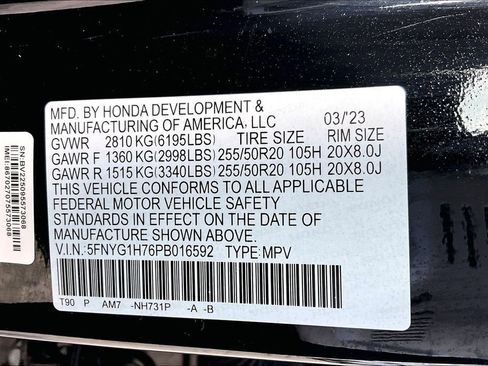 MFD. BY HONDA DEVELOPMENT &
MANUFACTURING OF AMERICA, LLC 03/'23
GVWR 2810 KG(6195LBS) TIRE SIZE RIM SIZE
GAWR F 1360 KG(2998LBS) 255/50R20 105H 20X8.0J
GAWR R 1515 KG(3340LBS) 255/50R20 105H 20X8.0J
THIS VEHICLE CONFORMS TO ALL APPLICABLE
FEDERAL MOTOR VEHICLE SAFETY
STANDARDS IN EFFECT ON THE DATE OF
MANUFACTURE SHOWN ABOVE.
V.I.N.: 5FNYG1H76PB016592 TYPE: MPV
T90 P AM7 -NH731P -A -B